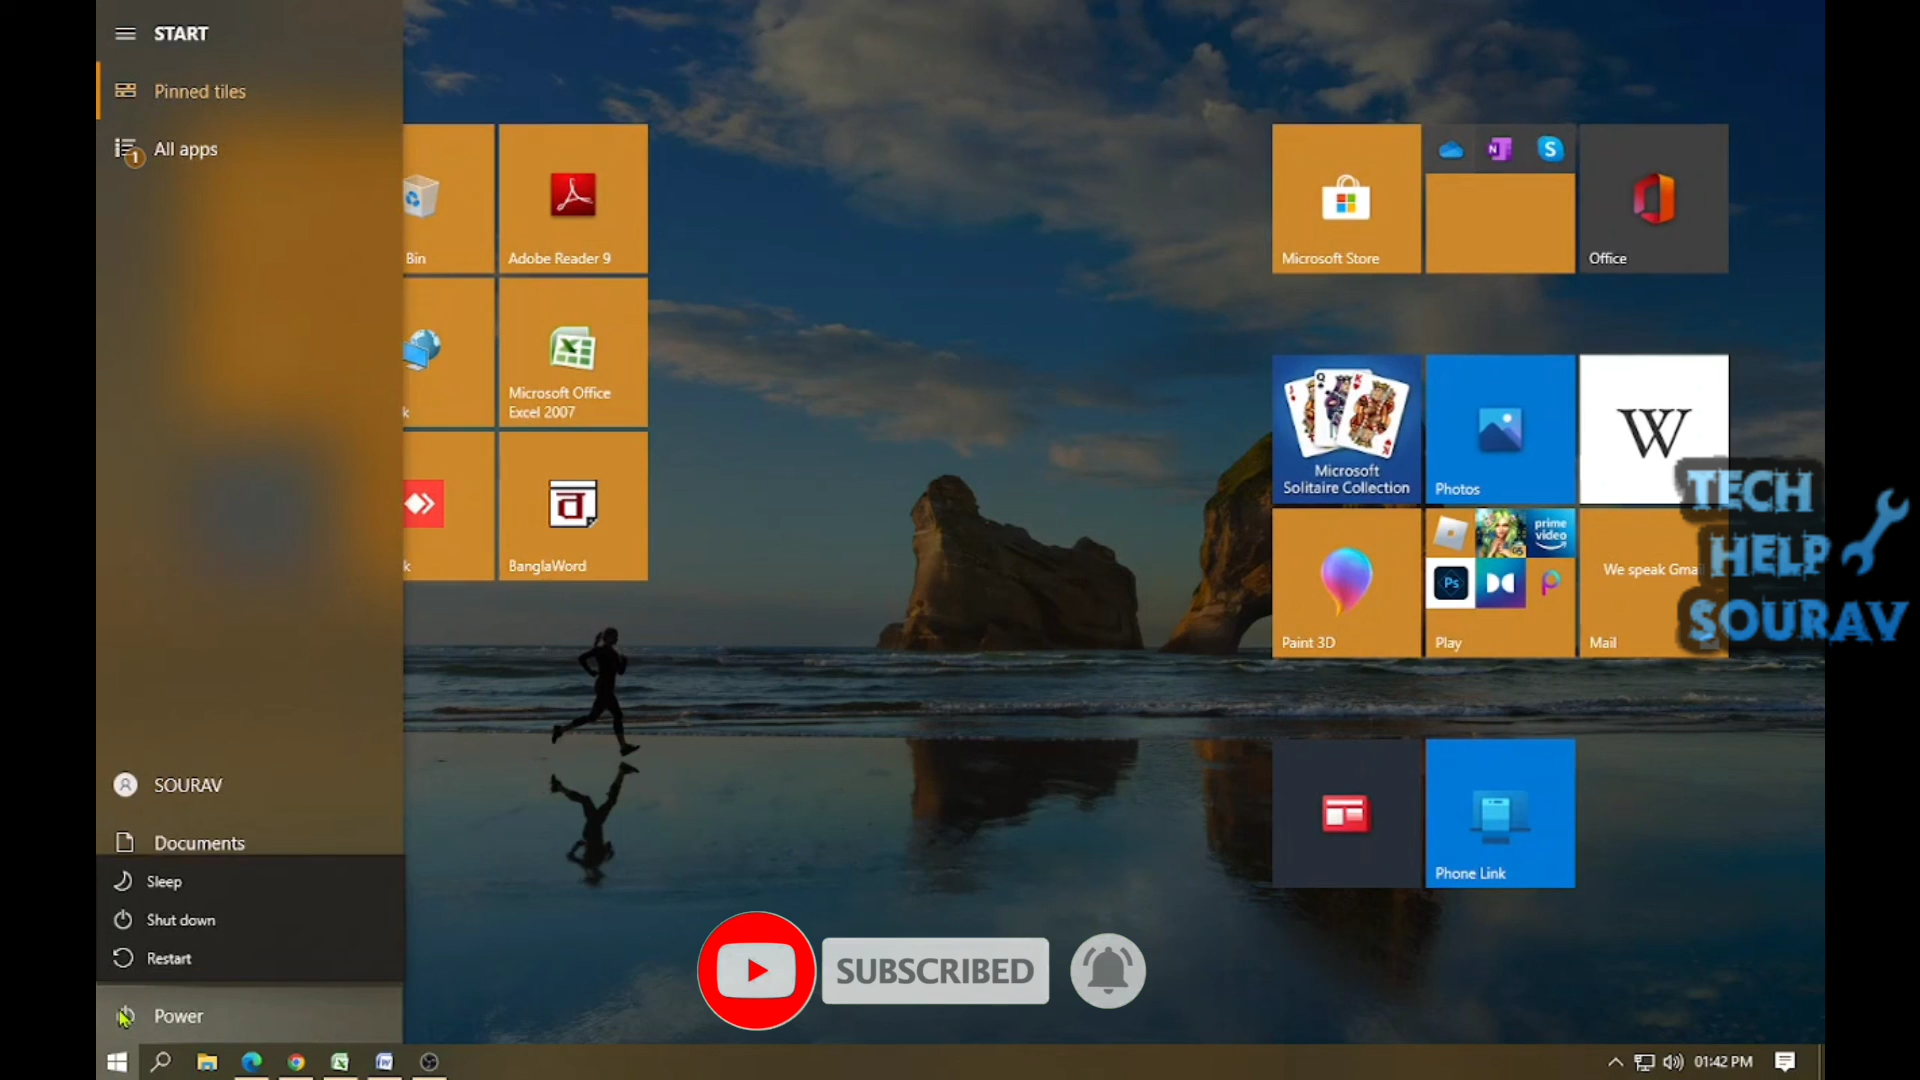 START
Pinned tiles
1
All apps
Bin
Adobe Reader 9
Microsoft Store
N
S
Office
k
Microsoft Office
Excel 2007
Microsoft
Solitaire Collection
Photos
W
k
BanglaWord
Paint 3D
prime
video
Ps
Play
We speak Gma
Mail
TECH
HELP
SOURAV
SOURAV
Documents
Sleep
Shut down
Restart
Power
Phone Link
SUBSCRIBED
01:42 PM